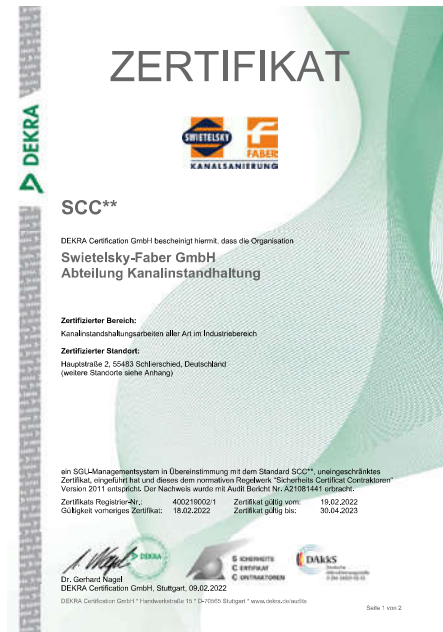 ZERTIFIKAT
DEKRA
SWIETELSKY
FABER
KANALSANIERUNG
SCC**
DEKRA Certification GmbH bescheinigt hiermit, dass die Organisation
Swietelsky-Faber GmbH
Abteilung Kanalinstandhaltung
Zertifizierter Bereich:
Kanalinstandshaltungsarbeiten aller Art im Industriebereich
Zertifizierter Standort:
Hauptstraße 2, 55483 Schlierschied, Deutschland
(weitere Standorte siehe Anhang)
ein SGU-Managementsystem in Übereinstimmung mit dem Standard SCC**, uneingeschränktes
Zertifikat, eingeführt hat und dieses dem normativen Regelwerk "Sicherheits Certificat Contraktoren"
Version 2011 entspricht. Der Nachweis wurde mit Audit Bericht Nr. A21081441 erbracht.
Zertifikats Registrier-Nr.: 400219002/1 Zertifikat gültig vom: 19.02.2022
Gültigkeit vorheriges Zertifikat: 18.02.2022 Zertifikat gültig bis: 30.04.2023
DEKRA
S ICHERHEITS
C ERTIFIKAT
C ONTRAKTOREN
DAkkS
Dr. Gerhard Nagel
DEKRA Certification GmbH, Stuttgart, 09.02.2022
DEKRA Certification GmbH * Handwerkstraße 15 * D-70565 Stuttgart * www.dekra.de/audits
Seite 1 von 2